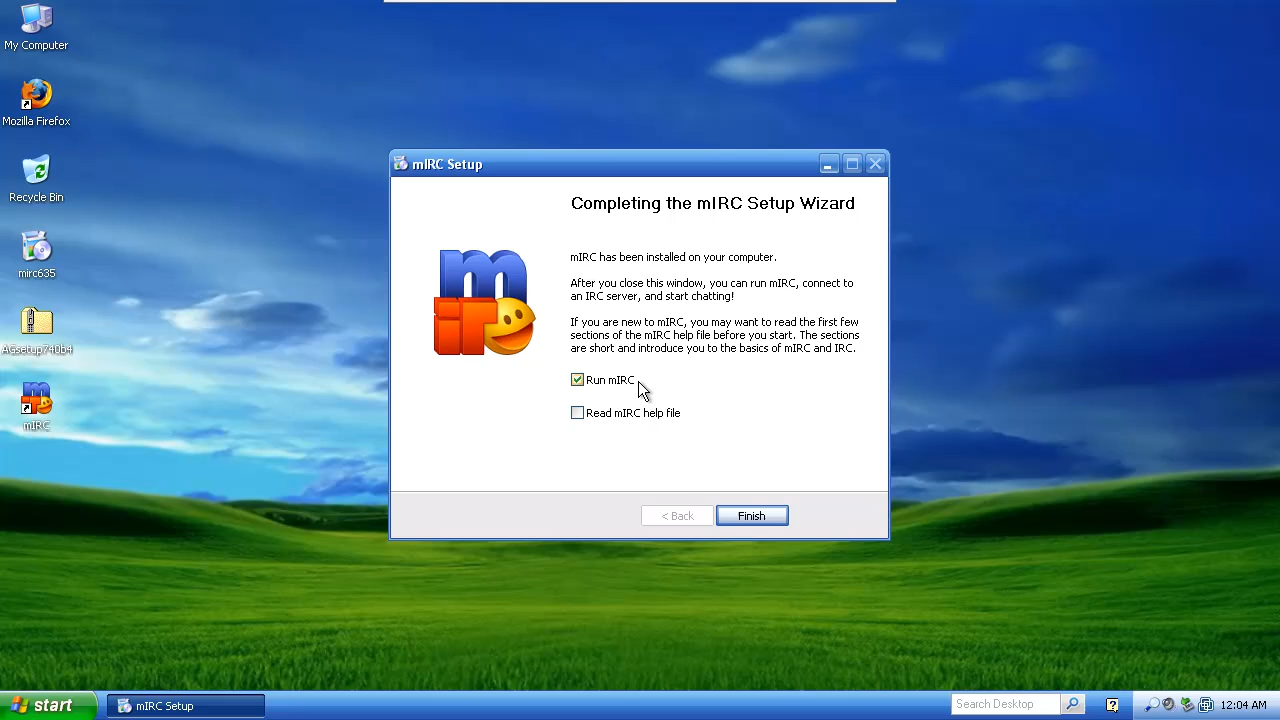 My Computer
Mozilla Firefox
Recycle Bin
mirc635
AGsetup740b4
mIRC
mIRC Setup
Completing the mIRC Setup Wizard
mIRC has been installed on your computer.
After you close this window, you can run mIRC, connect to
an IRC server, and start chatting!
If you are new to mIRC, you may want to read the first few
sections of the mIRC help file before you start. The sections
are short and introduce you to the basics of mIRC and IRC.
Run mIRC
Read mIRC help file
< Back
Finish
start
mIRC Setup
Search Desktop
12:04 AM